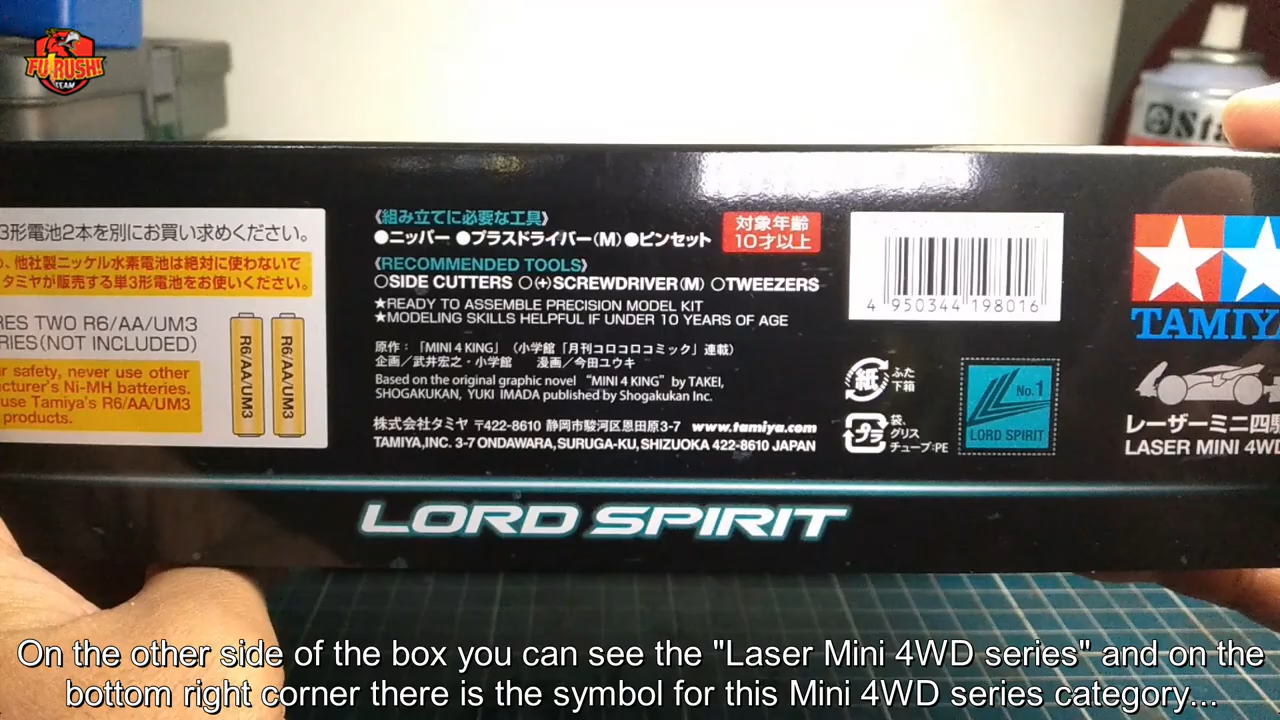 FU RUSH!
TEAM
Sta
3形電池2本を別にお買い求めください。
、他社製ニッケル水素電池は絶対に使わないで
タミヤが販売する単3形電池をお使いください。
RES TWO R6/AA/UM3
RIES(NOT INCLUDED)
r safety, never use other
cturer's Ni-MH batteries.
use Tamiya's R6/AA/UM3
products.
R6/AA/UM3
R6/AA/UM3
《組み立てに必要な工具》
●ニッパー ●プラスドライバー(M)●ピンセット
対象年齢
10才以上
《RECOMMENDED TOOLS》
○SIDE CUTTERS ○(+)SCREWDRIVER(M) ○TWEEZERS
★READY TO ASSEMBLE PRECISION MODEL KIT
★MODELING SKILLS HELPFUL IF UNDER 10 YEARS OF AGE
原作:「MINI 4 KING」(小学館「月刊コロコロコミック」連載)
企画/武井宏之・小学館 漫画/今田ユウキ
Based on the original graphic novel “MINI 4 KING” by TAKEI,
SHOGAKUKAN, YUKI IMADA published by Shogakukan Inc.
株式会社タミヤ 〒422-8610 静岡市駿河区恩田原3-7 www.tamiya.com
TAMIYA,INC. 3-7 ONDAWARA,SURUGA-KU,SHIZUOKA 422-8610 JAPAN
4 950344 198016
紙
ふた
下箱
プラ
袋、
グリス
チューブ:PE
No.1
LORD SPIRIT
TAMIY
レーザーミニ四
LASER MINI 4WD
LORD SPIRIT
On the other side of the box you can see the "Laser Mini 4WD series" and on the
bottom right corner there is the symbol for this Mini 4WD series category...